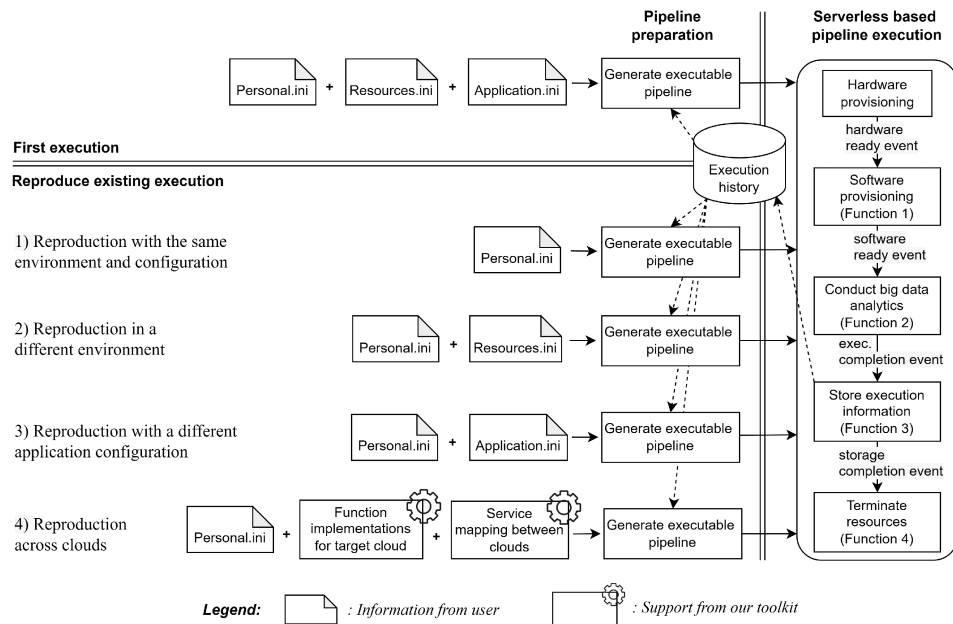 Pipeline
preparation
Serverless based
pipeline execution
Personal.ini
+
Resources.ini
+
Application.ini
Generate executable
pipeline
Hardware
provisioning
hardware
ready event
First execution
Reproduce existing execution
Execution
history
Software
provisioning
(Function 1)
software
ready event
1) Reproduction with the same
environment and configuration
Personal.ini
Generate executable
pipeline
Conduct big data
analytics
(Function 2)
exec.
completion event
2) Reproduction in a
different environment
Personal.ini
+
Resources.ini
Generate executable
pipeline
Store execution
information
(Function 3)
storage
completion event
3) Reproduction with a different
application configuration
Personal.ini
+
Application.ini
Generate executable
pipeline
Terminate
resources
(Function 4)
4) Reproduction
across clouds
Personal.ini
+
Function
implementations
for target cloud
+
Service
mapping between
clouds
Generate executable
pipeline
Legend:
: Information from user
: Support from our toolkit